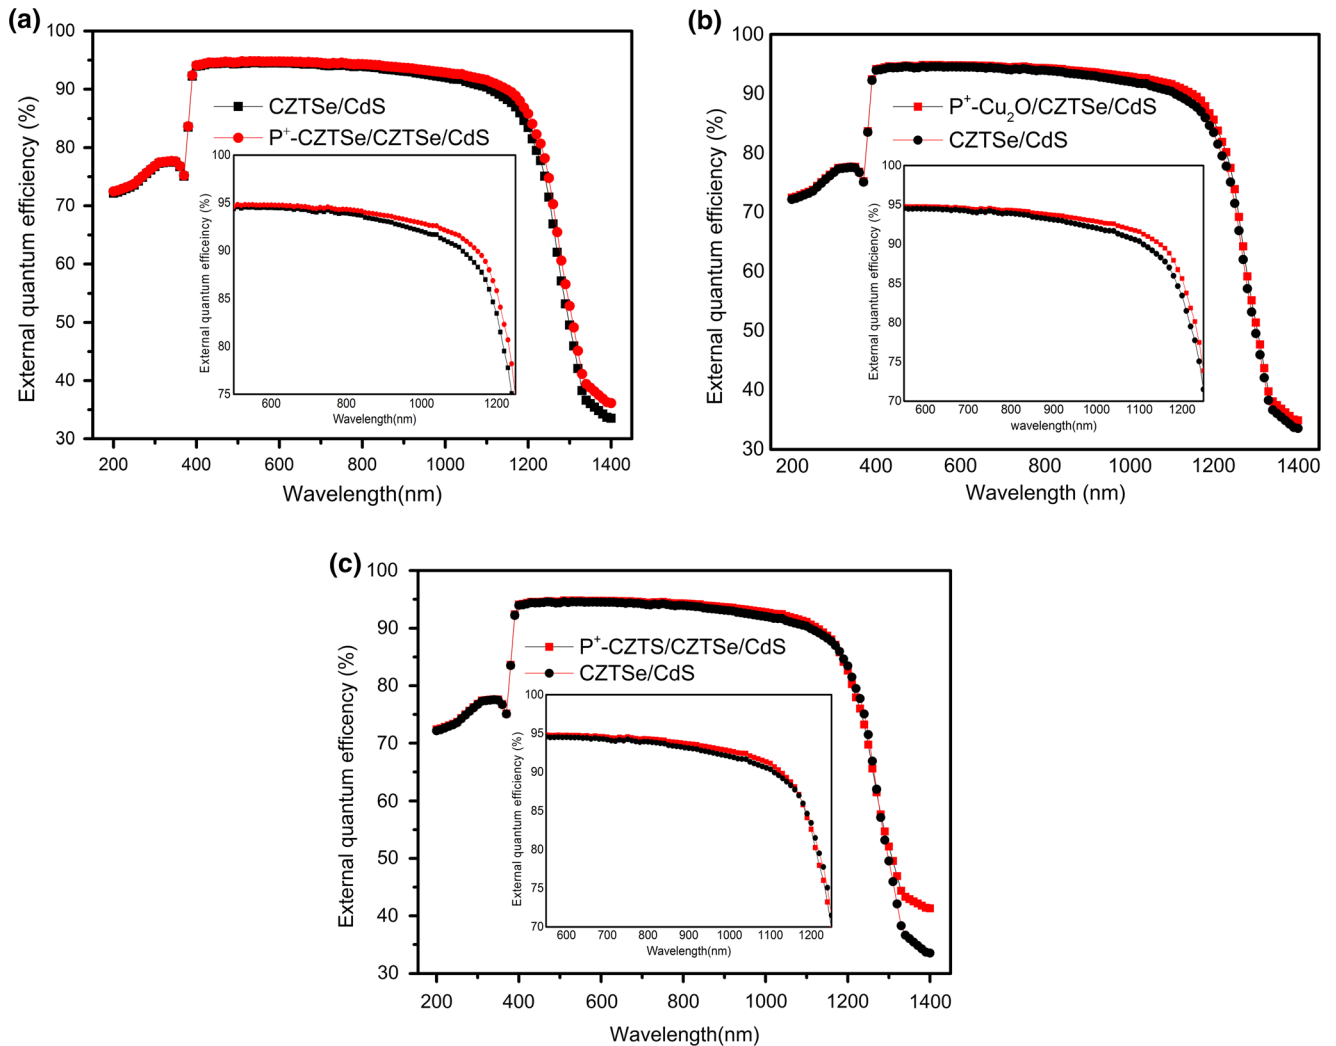 (a)
100
90
80
70
60
50
40
30
External quantum efficiency (%)
CZTSe/CdS
P⁺-CZTSe/CZTSe/CdS
100
95
90
85
80
75
External quantum efficeincy (%)
600 800 1000 1200
Wavelength(nm)
200 400 600 800 1000 1200 1400
Wavelength(nm)
(b)
100
90
80
70
60
50
40
30
External quantum efficiency (%)
P⁺-Cu₂O/CZTSe/CdS
CZTSe/CdS
100
95
90
85
80
75
70
External quantum efficiency (%)
600 700 800 900 1000 1100 1200
wavelength(nm)
200 400 600 800 1000 1200 1400
Wavelength (nm)
(c)
100
90
80
70
60
50
40
30
External quantum efficency (%)
P⁺-CZTS/CZTSe/CdS
CZTSe/CdS
100
95
90
85
80
75
70
External quantum efficiency (%)
600 700 800 900 1000 1100 1200
Wavelength(nm)
200 400 600 800 1000 1200 1400
Wavelength(nm)